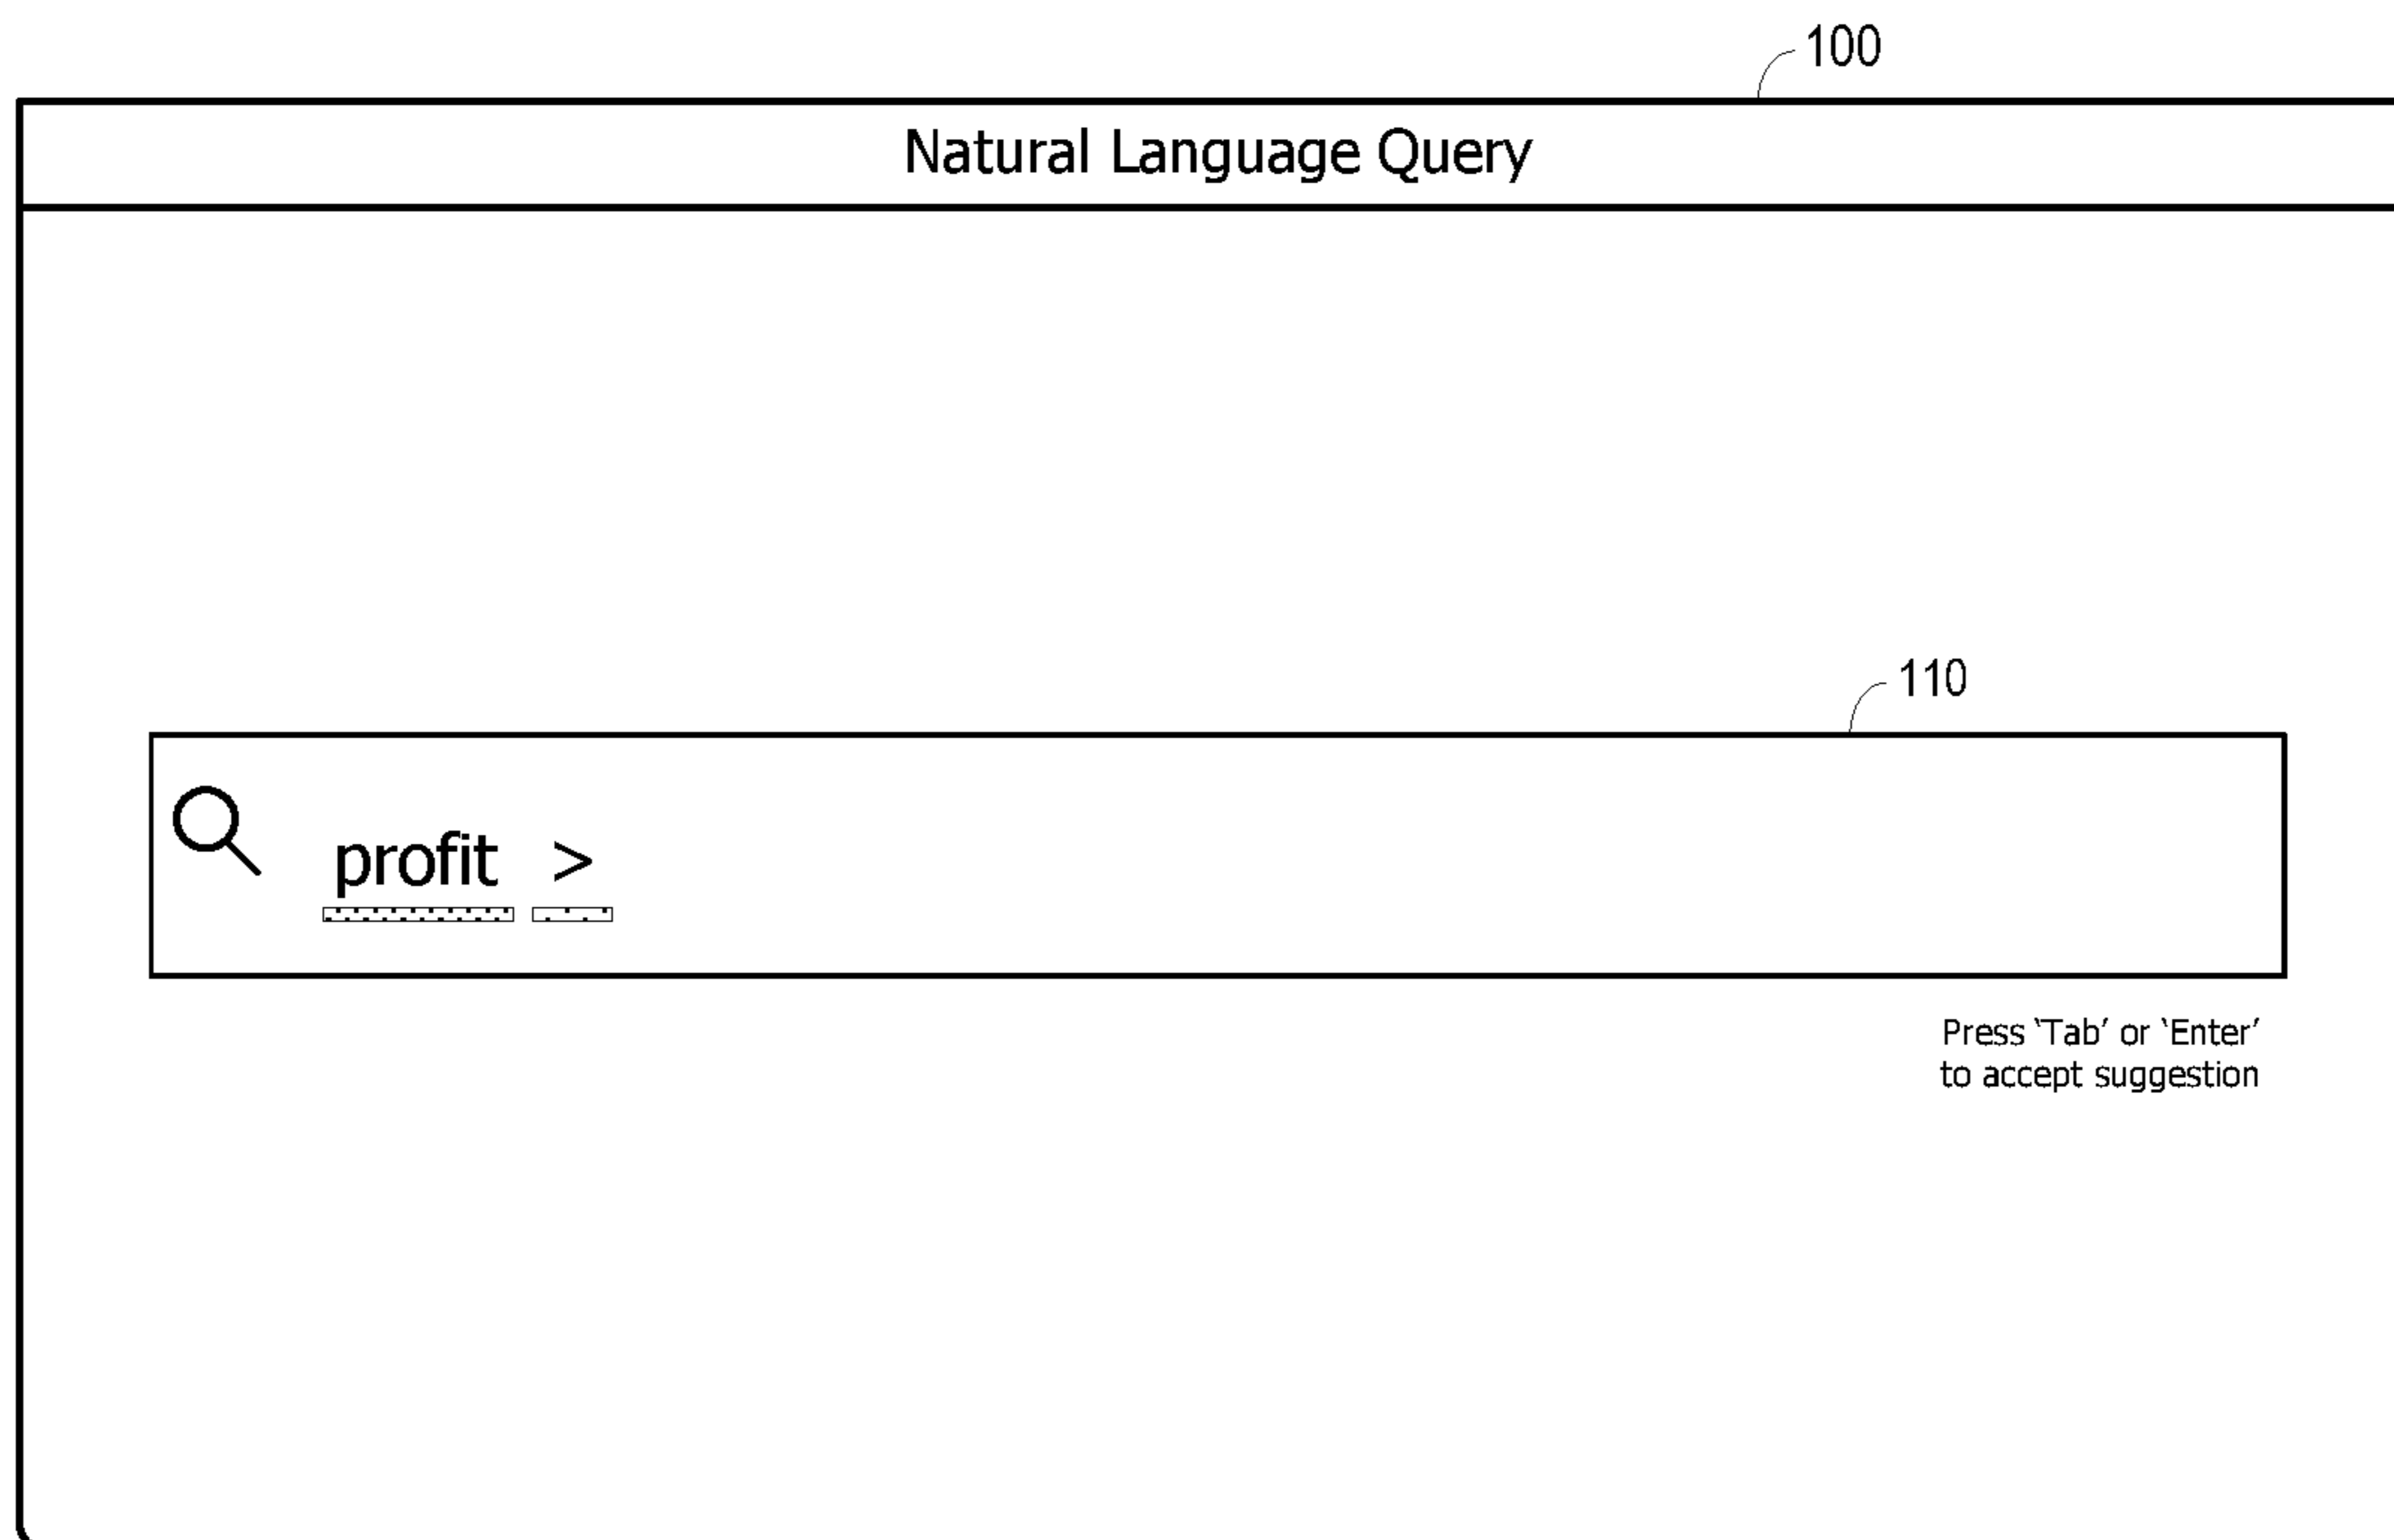 100
Natural Language Query
110
profit >
Press ‘Tab’ or ‘Enter’
to accept suggestion